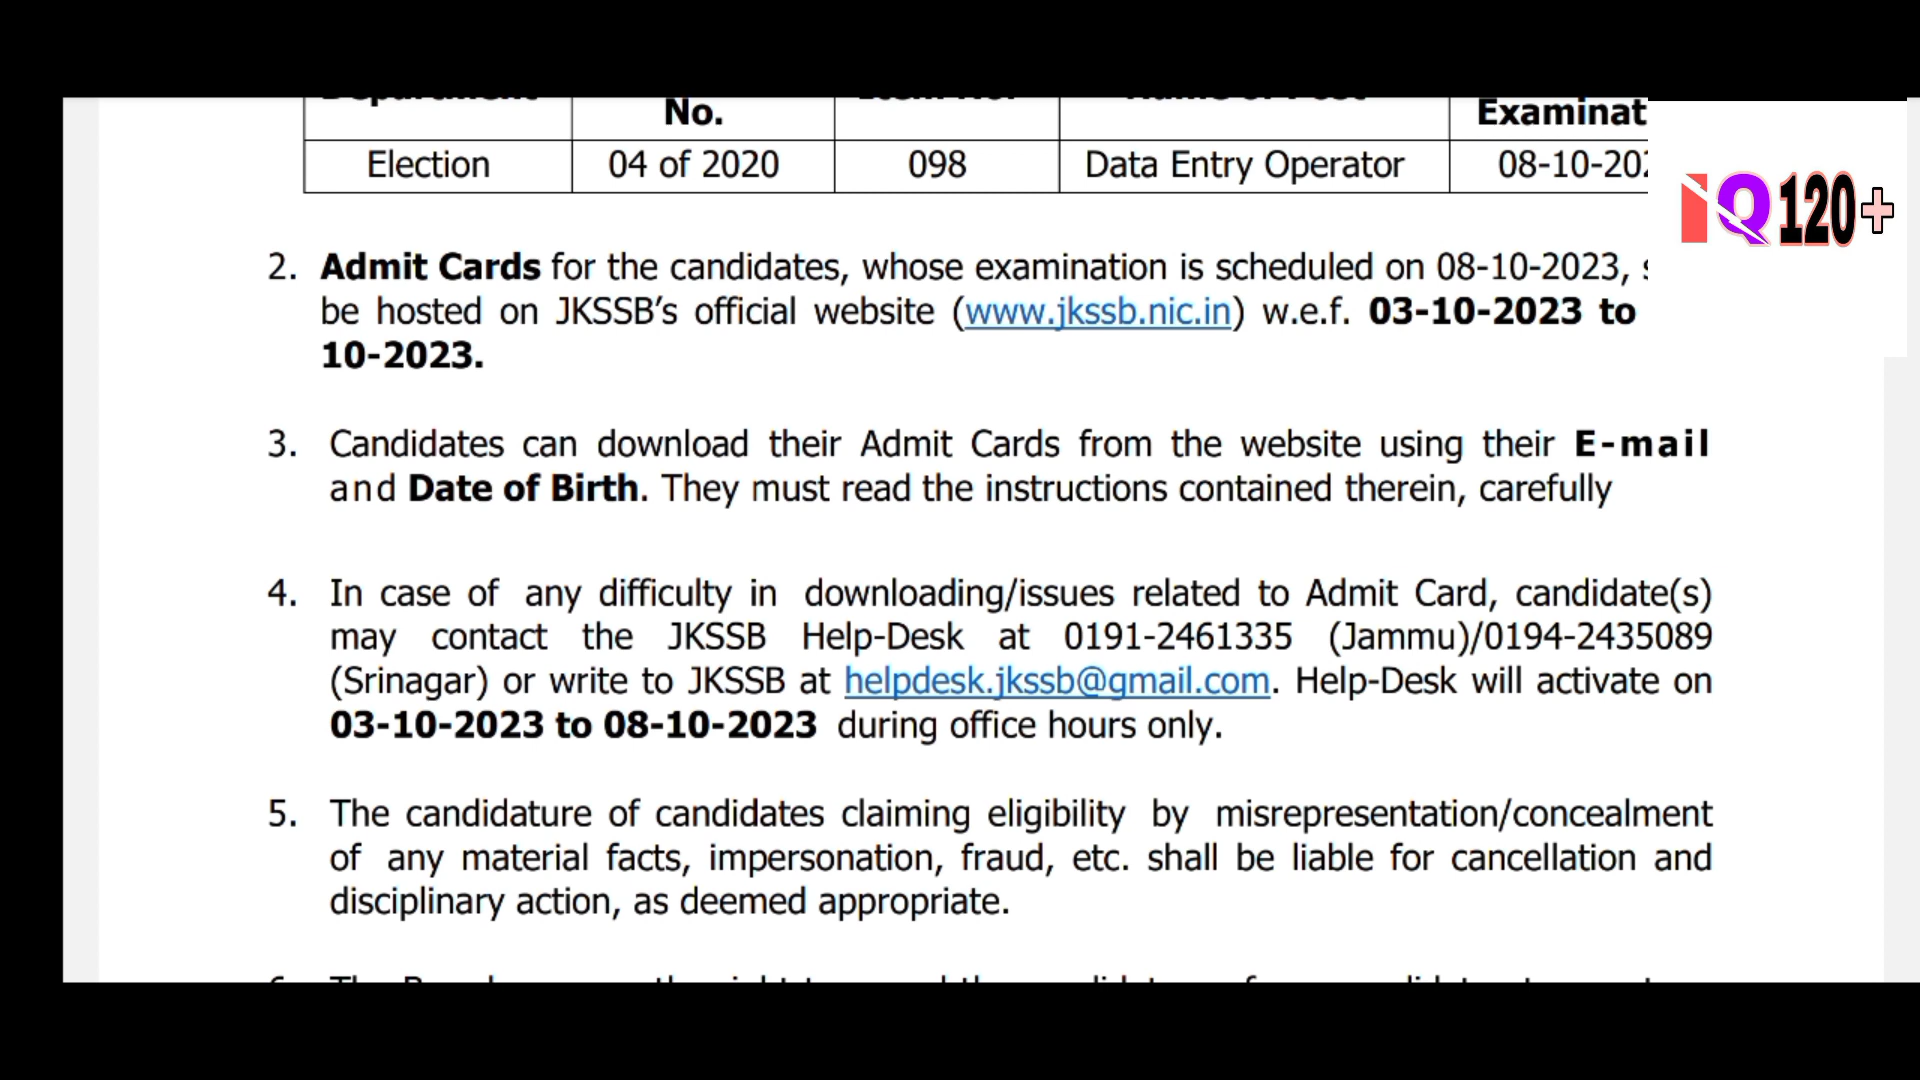 No. Examinat
Election 04 of 2020 098 Data Entry Operator 08-10-202
iQ120+
2. Admit Cards for the candidates, whose examination is scheduled on 08-10-2023,
be hosted on JKSSB’s official website (www.jkssb.nic.in) w.e.f. 03-10-2023 to
10-2023.
3. Candidates can download their Admit Cards from the website using their E-mail
and Date of Birth. They must read the instructions contained therein, carefully
4. In case of any difficulty in downloading/issues related to Admit Card, candidate(s)
may contact the JKSSB Help-Desk at 0191-2461335 (Jammu)/0194-2435089
(Srinagar) or write to JKSSB at helpdesk.jkssb@gmail.com. Help-Desk will activate on
03-10-2023 to 08-10-2023 during office hours only.
5. The candidature of candidates claiming eligibility by misrepresentation/concealment
of any material facts, impersonation, fraud, etc. shall be liable for cancellation and
disciplinary action, as deemed appropriate.